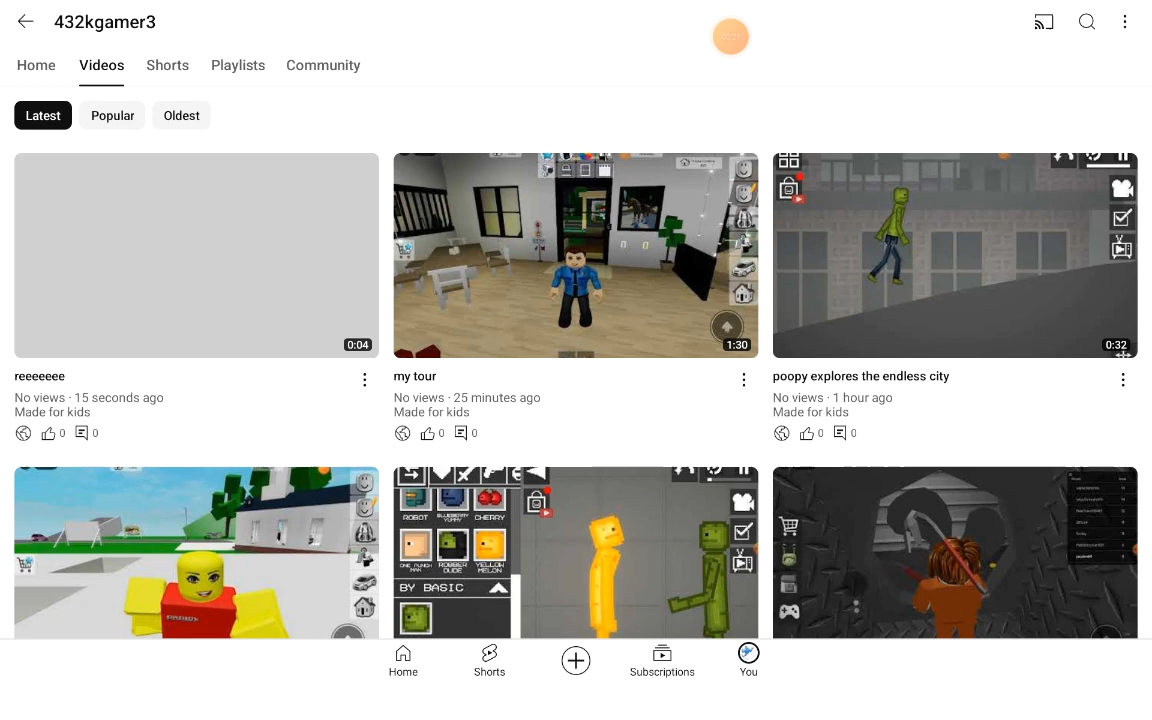 432kgamer3
00:21
Home Videos Shorts Playlists Community
Latest Popular Oldest
0:04
1:30
0:32
reeeeeee
No views · 15 seconds ago
Made for kids
0 0
my tour
No views · 25 minutes ago
Made for kids
0 0
poopy explores the endless city
No views · 1 hour ago
Made for kids
0 0
ROBOT
BLUEBERRY YUMMY
CHERRY
ONE PUNCH MAN
ROBBER DUDE
YELLOW MELON
BY BASIC
Home Shorts Subscriptions You